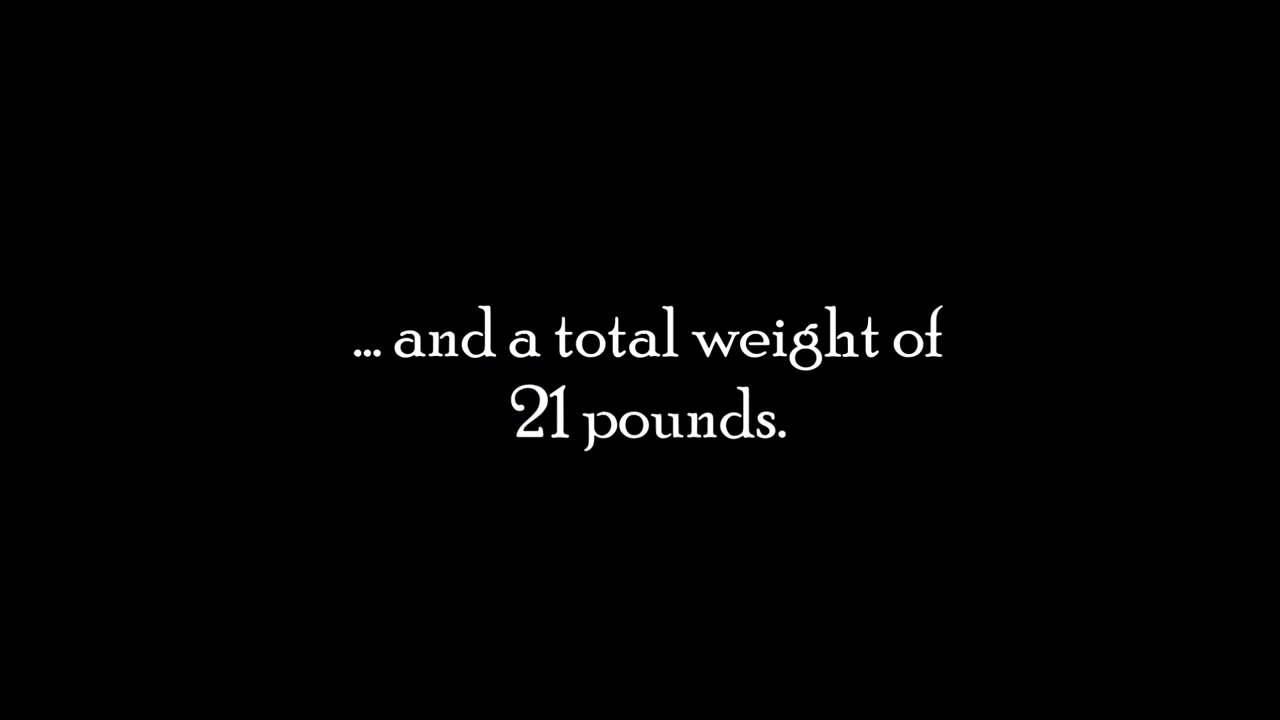 ... and a total weight of
21 pounds.